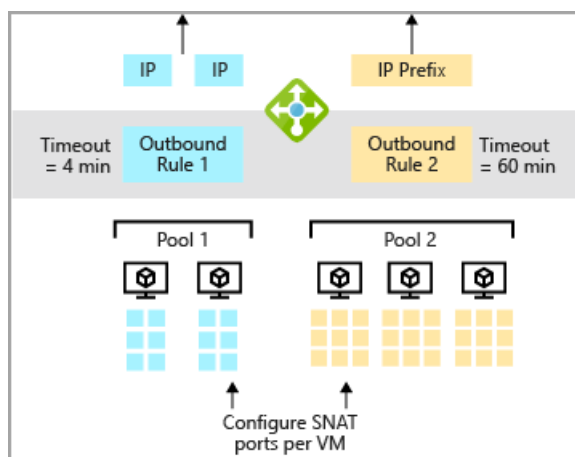 IP
IP
IP Prefix
Timeout
= 4 min
Outbound
Rule 1
Outbound
Rule 2
Timeout
= 60 min
Pool 1
Pool 2
Configure SNAT
ports per VM